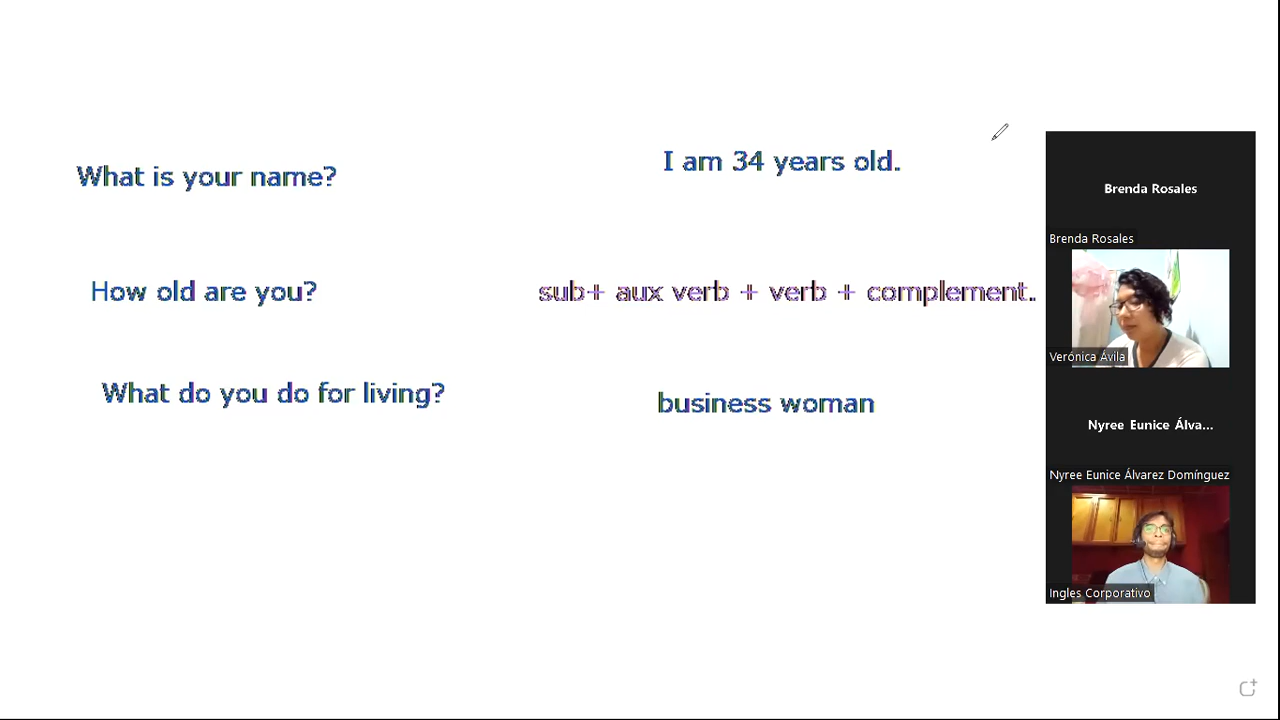 What is your name?
I am 34 years old.
How old are you?
sub+ aux verb + verb + complement.
What do you do for living?
business woman
Brenda Rosales
Brenda Rosales
Verónica Ávila
Nyree Eunice Álva...
Nyree Eunice Álvarez Domínguez
Ingles Corporativo